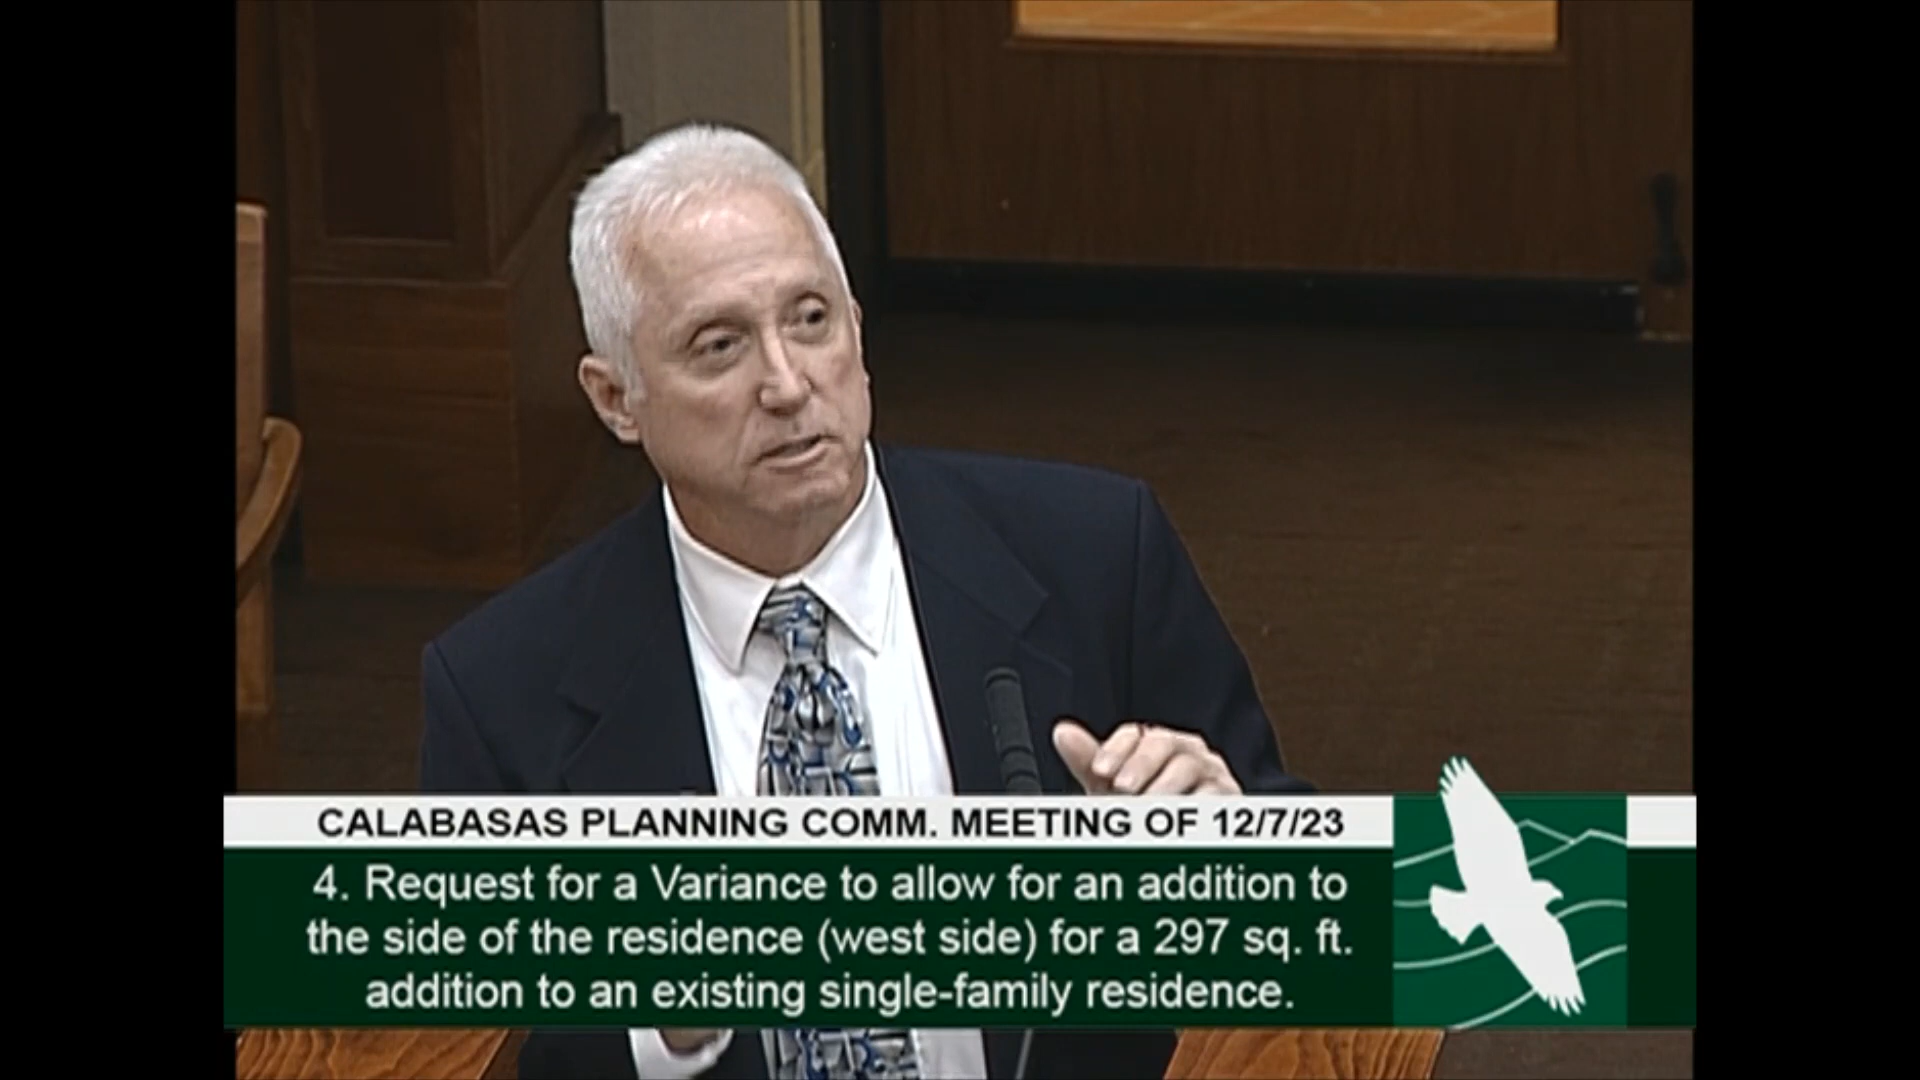 CALABASAS PLANNING COMM. MEETING OF 12/7/23
4. Request for a Variance to allow for an addition to
the side of the residence (west side) for a 297 sq. ft.
addition to an existing single-family residence.